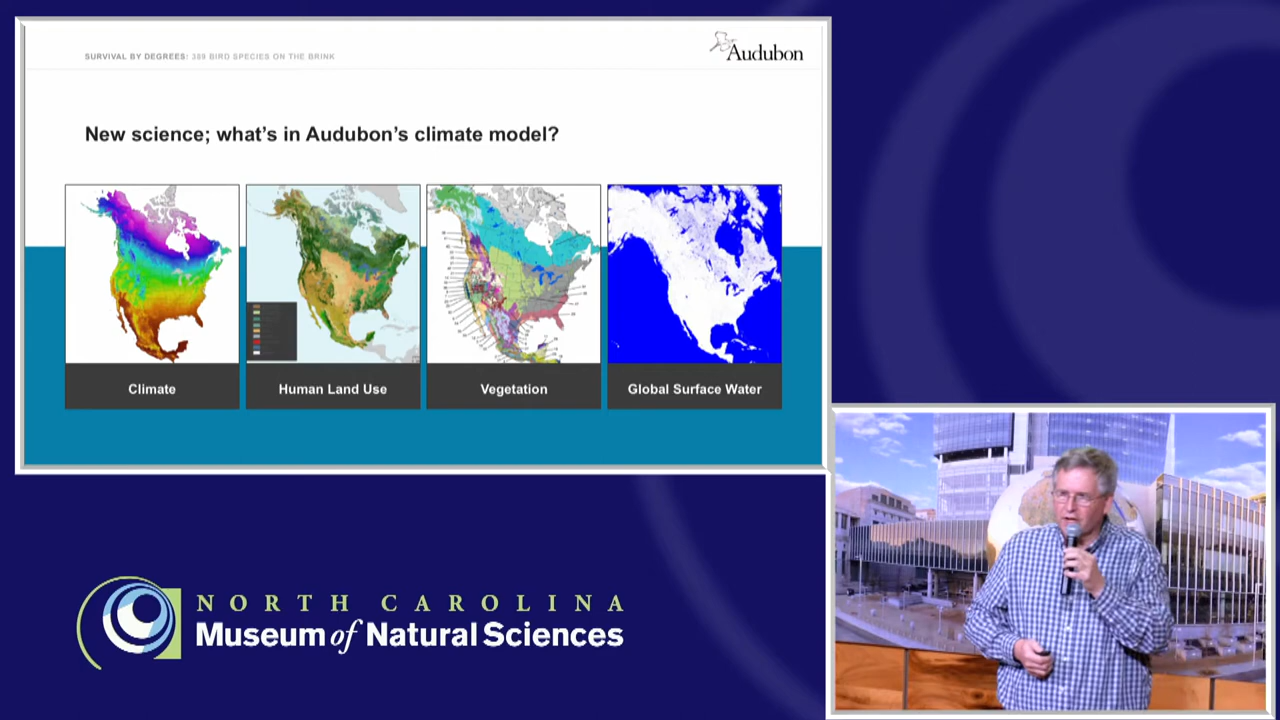 SURVIVAL BY DEGREES: 389 BIRD SPECIES ON THE BRINK
Audubon
New science; what's in Audubon's climate model?
Climate
Human Land Use
Vegetation
Global Surface Water
NORTH CAROLINA
Museum of Natural Sciences